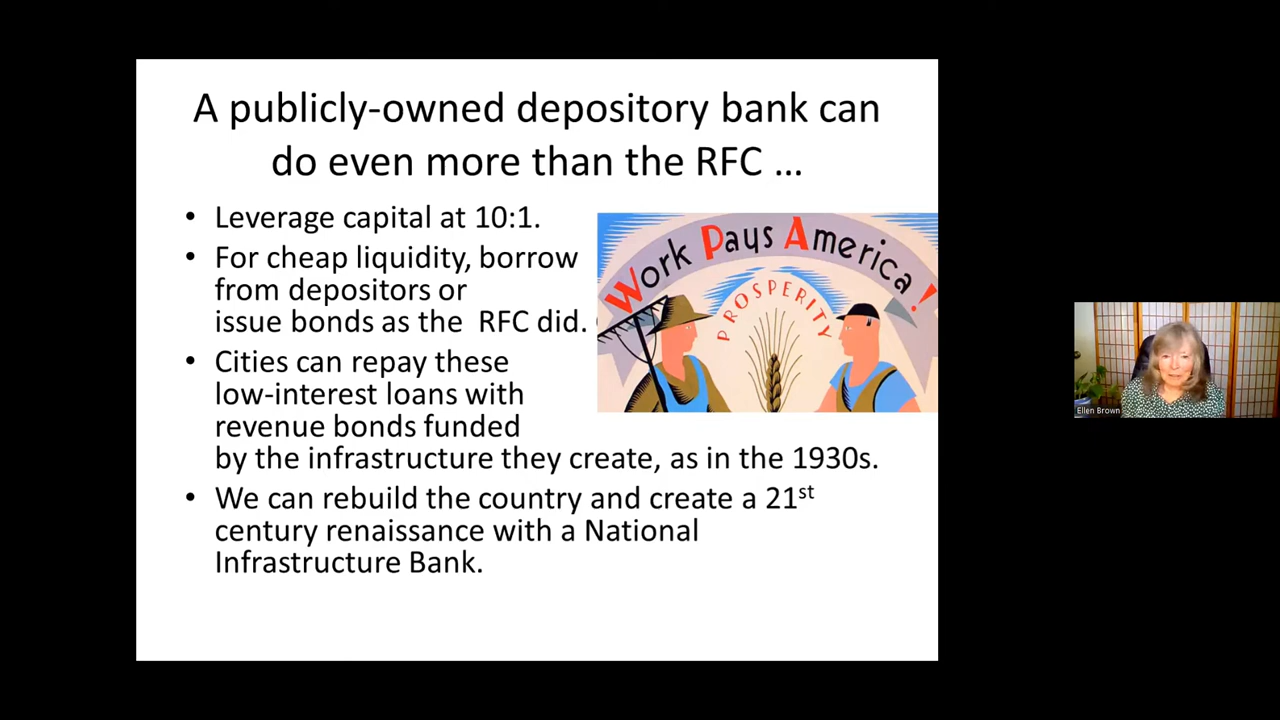 A publicly-owned depository bank can
do even more than the RFC ...
• Leverage capital at 10:1.
• For cheap liquidity, borrow
from depositors or
issue bonds as the RFC did.
• Cities can repay these
low-interest loans with
revenue bonds funded
by the infrastructure they create, as in the 1930s.
• We can rebuild the country and create a 21st
century renaissance with a National
Infrastructure Bank.
Work Pays America!
PROSPERITY
Ellen Brown